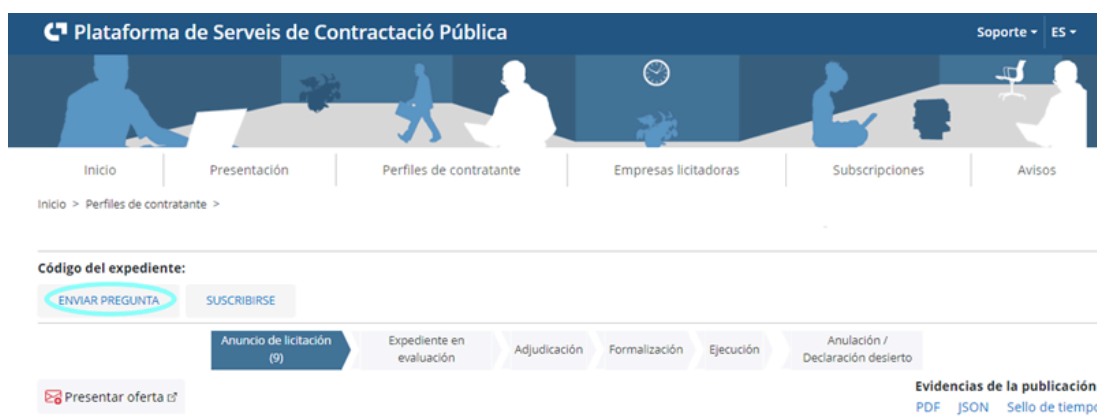 Plataforma de Serveis de Contractació Pública
Soporte ES
Inicio Presentación Perfiles de contratante Empresas licitadoras Subscripciones Avisos
Inicio > Perfiles de contratante >
Código del expediente:
ENVIAR PREGUNTA SUSCRIBIRSE
Anuncio de licitación (9)
Expediente en evaluación
Adjudicación
Formalización
Ejecución
Anulación / Declaración desierto
Presentar oferta
Evidencias de la publicación
PDF JSON Sello de tiempo